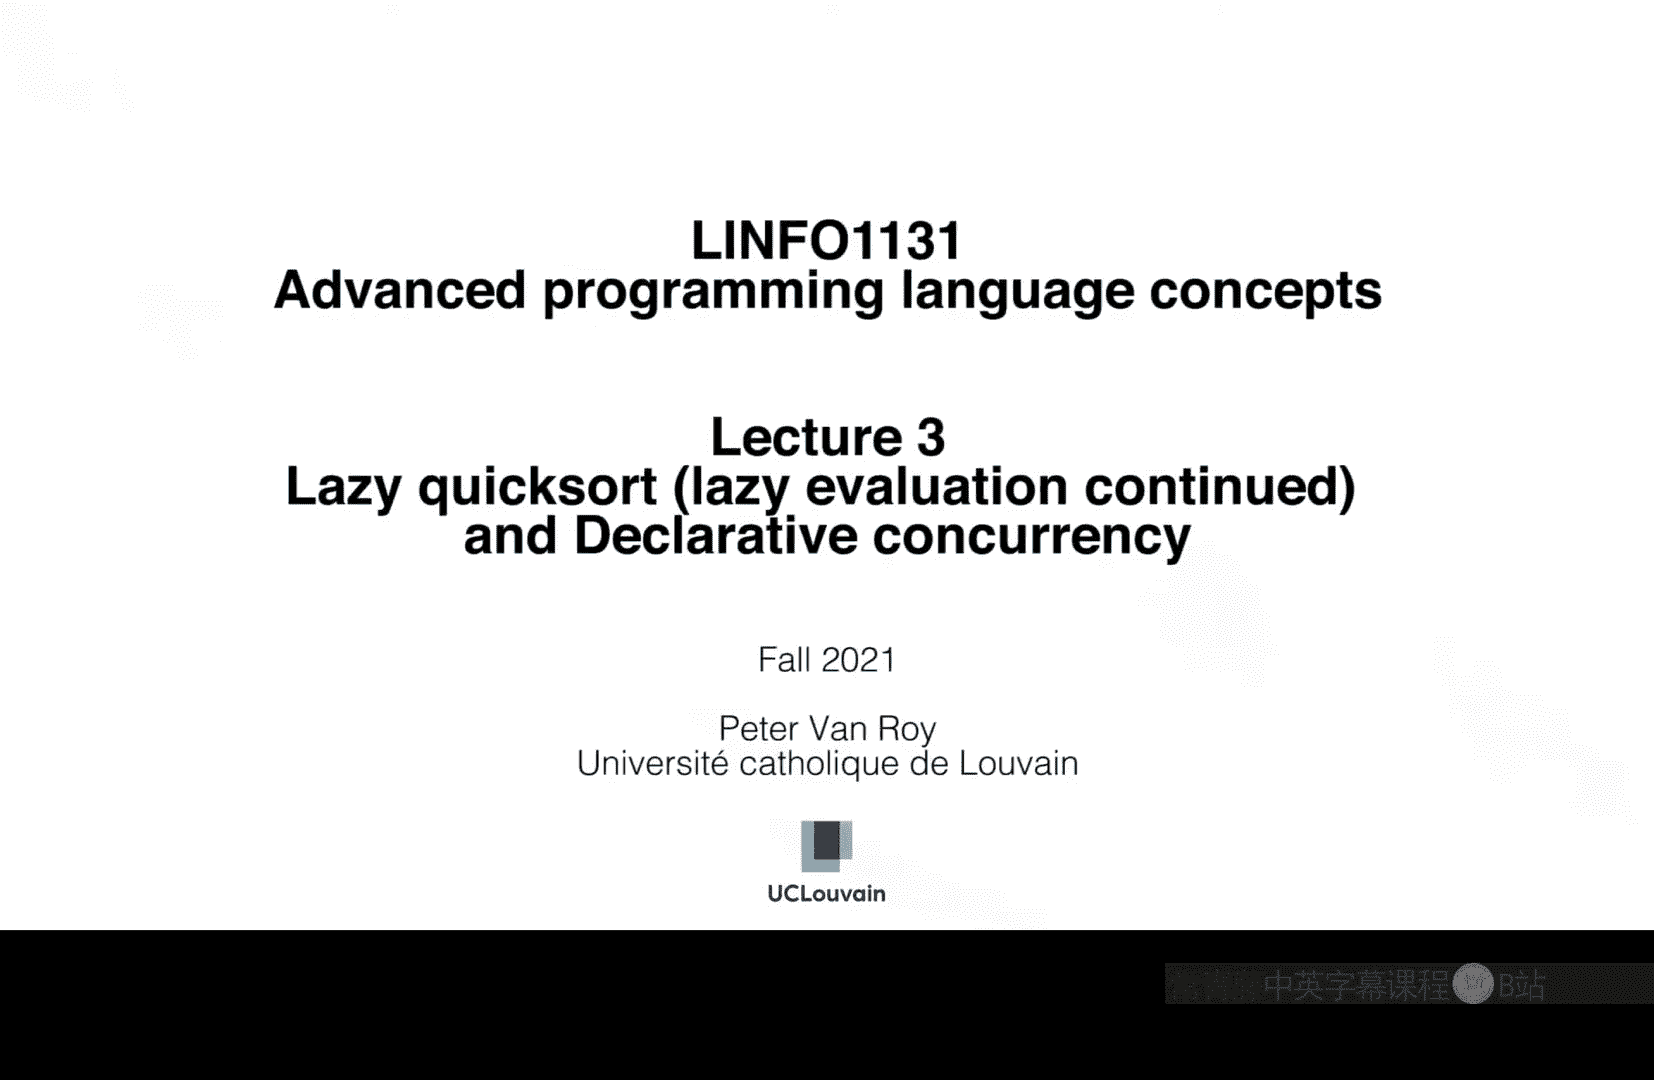 LINFO1131
Advanced programming language concepts
Lecture 3
Lazy quicksort (lazy evaluation continued)
and Declarative concurrency
Fall 2021
Peter Van Roy
Université catholique de Louvain
UCLouvain
中英字幕课程 B站